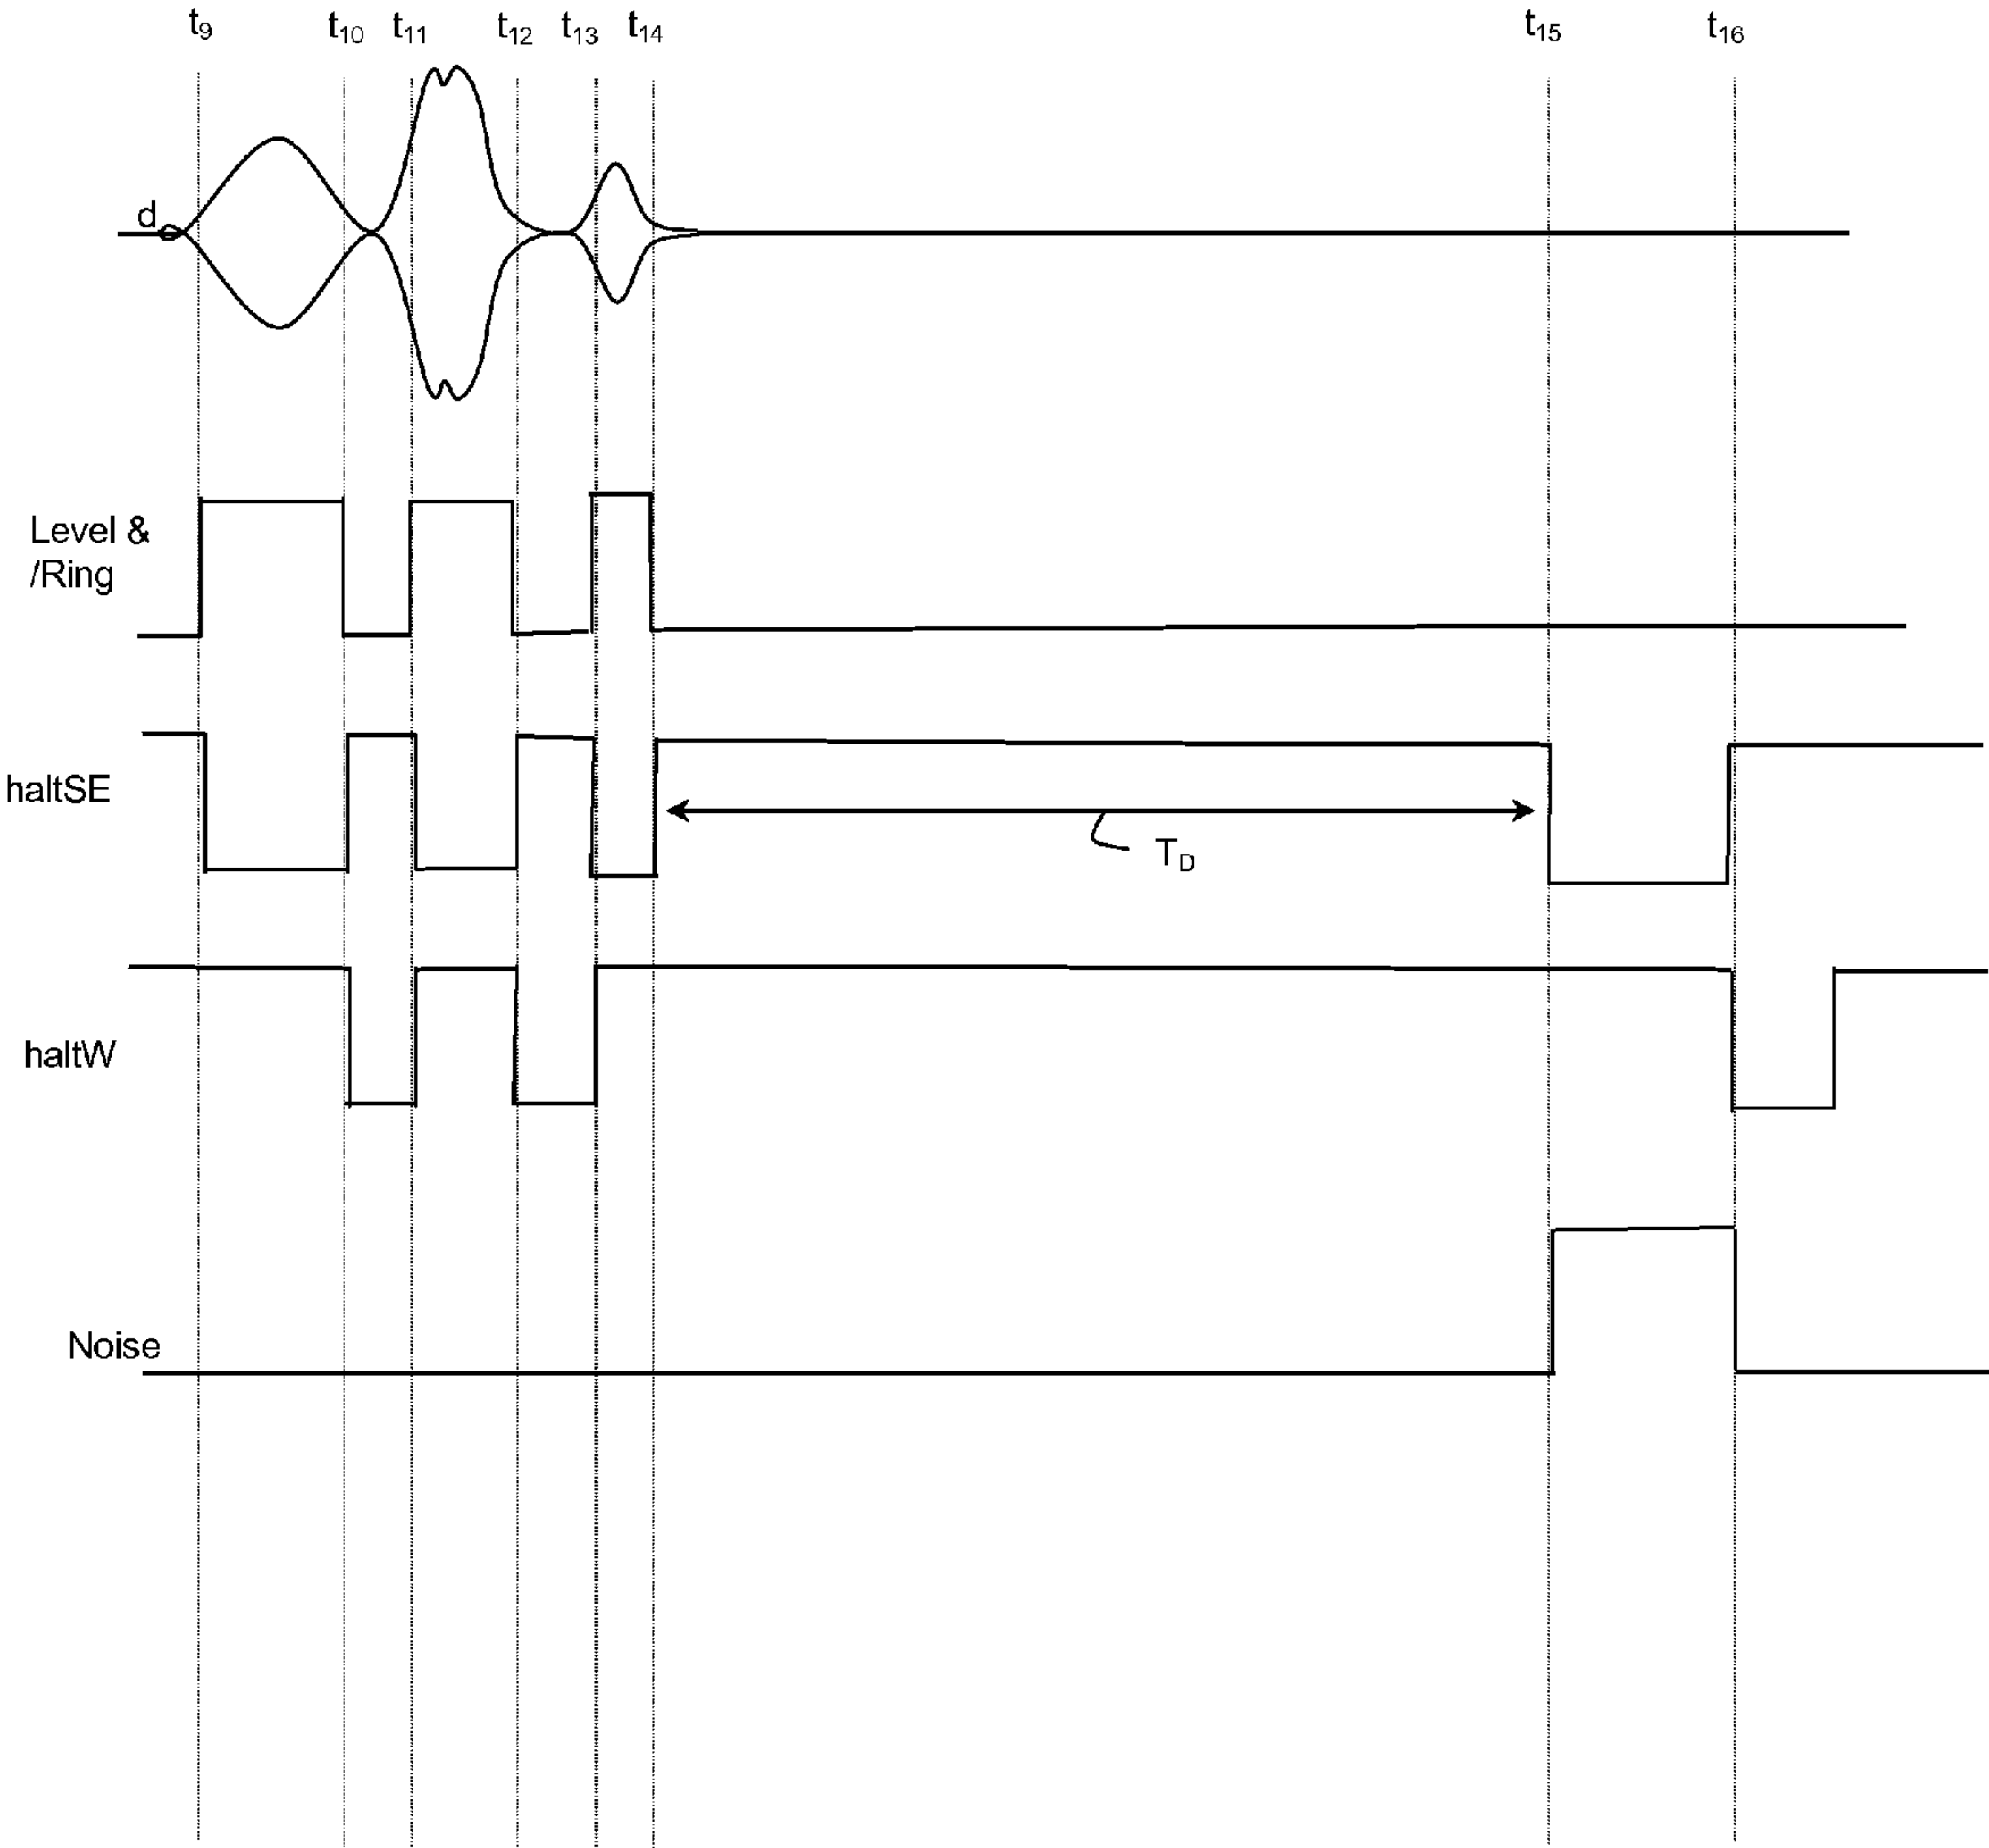 t9 t10 t11 t12 t13 t14 t15 t16
d
Level &
/Ring
haltSE
TD
haltW
Noise